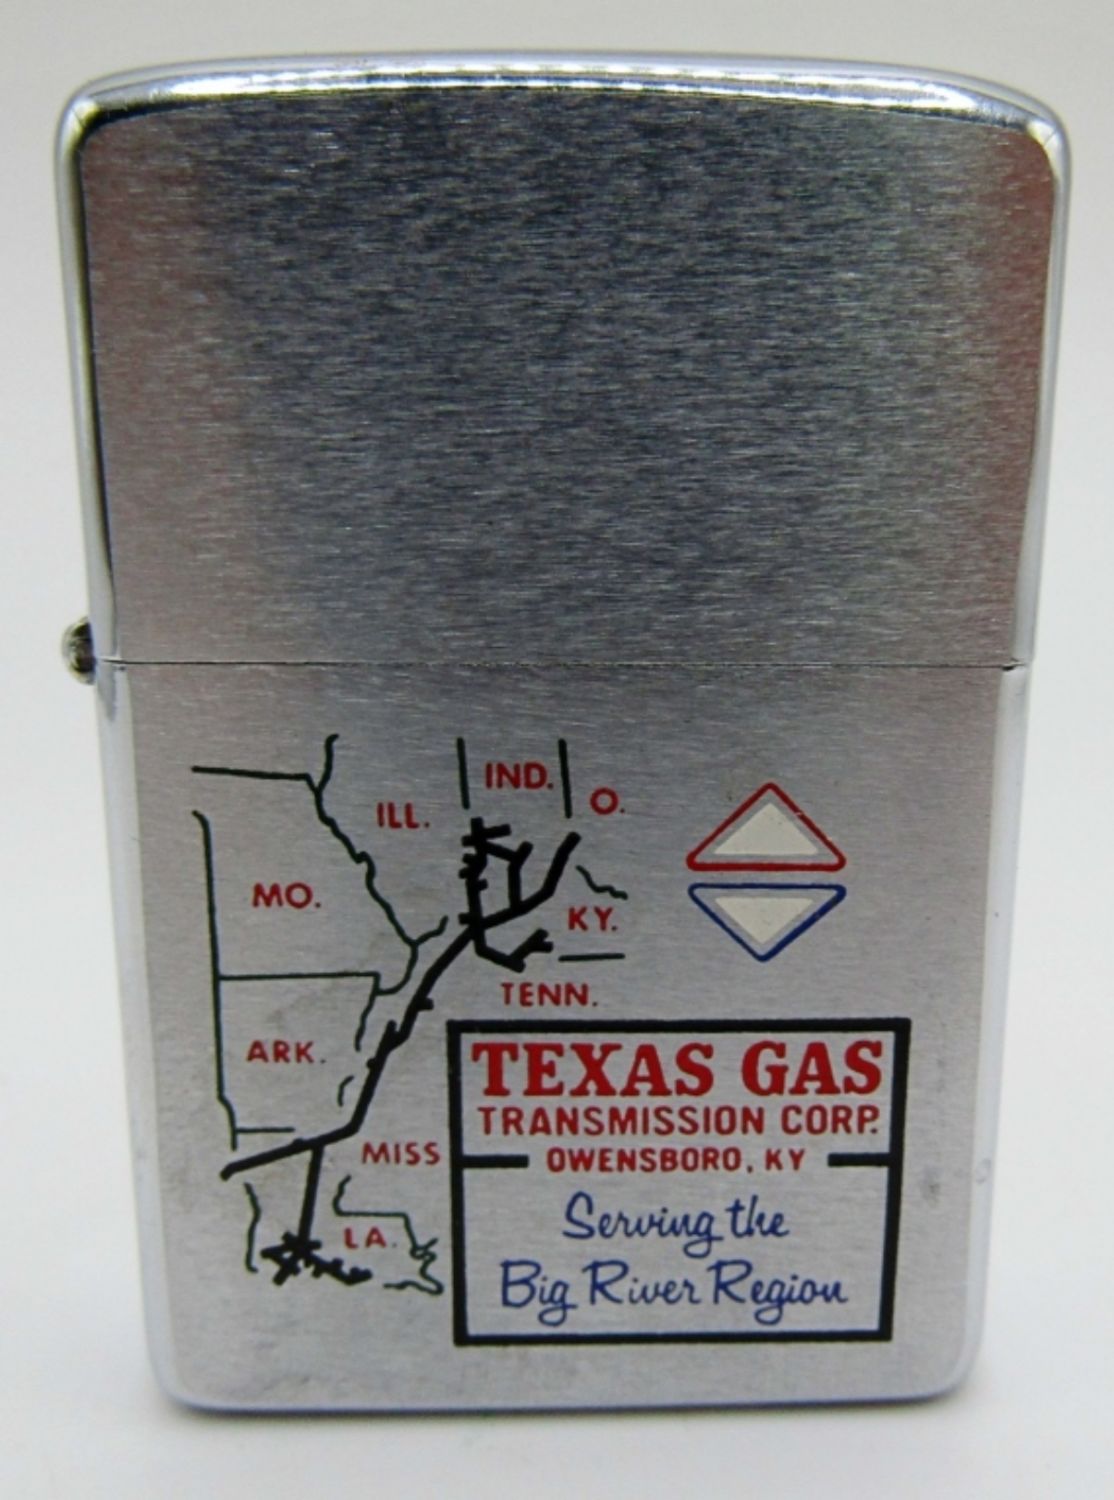 IND.
O.
ILL.
MO.
KY.
TENN.
ARK.
MISS
LA.
TEXAS GAS
TRANSMISSION CORP.
OWENSBORO, KY
Serving the
Big River Region